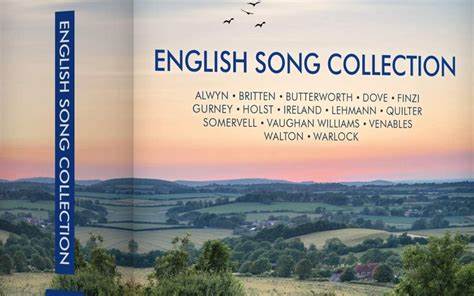 ENGLISH SONG COLLECTION
ENGLISH SONG COLLECTION
ALWYN • BRITTEN • BUTTERWORTH • DOVE • FINZI
GURNEY • HOLST • IRELAND • LEHMANN • QUILTER
SOMERVELL • VAUGHAN WILLIAMS • VENABLES
WALTON • WARLOCK